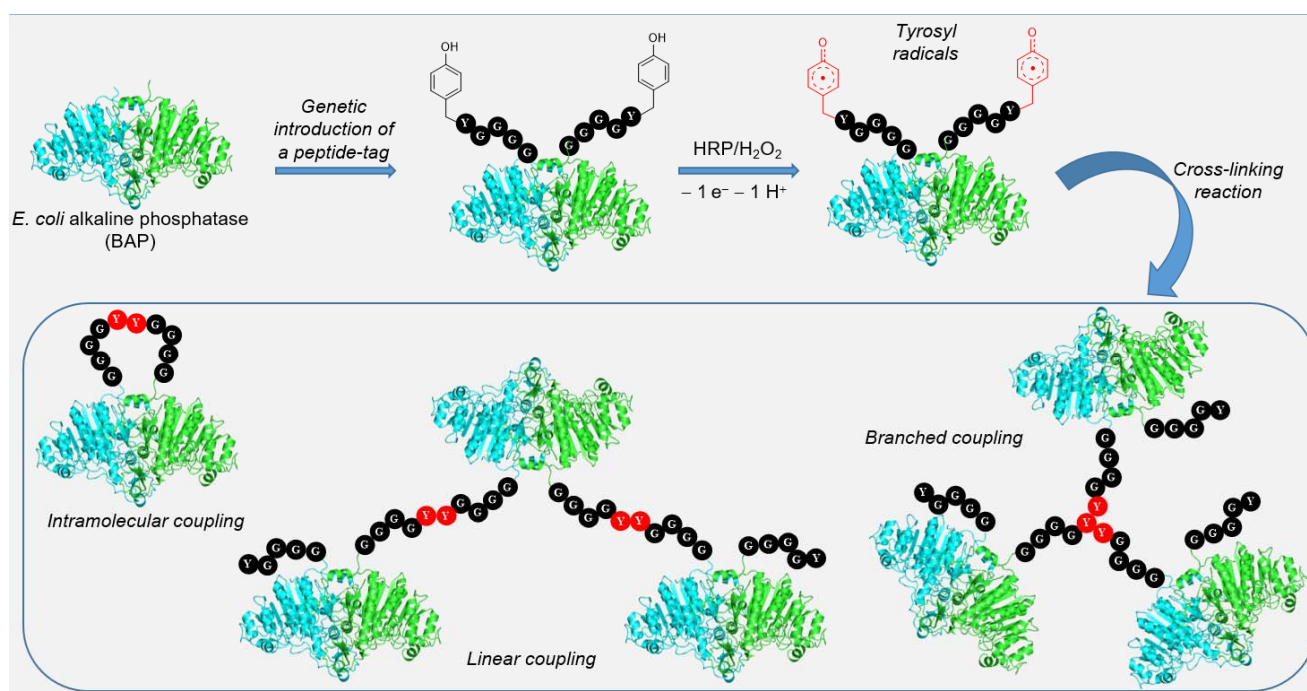 OH
OH
O
O
Tyrosyl
radicals
Genetic
introduction of
a peptide-tag
Y G G G G
G G G G Y
HRP/H₂O₂
– 1 e⁻ – 1 H⁺
Y G G G G
G G G G Y
Cross-linking
reaction
E. coli alkaline phosphatase
(BAP)
G G G G Y Y G G G G
Intramolecular coupling
Y G G G G
G G G G Y Y G G G G
G G G G Y Y G G G G
G G G G Y
Linear coupling
Branched coupling
G G G G Y
G G G G Y
Y G G G G
G G G G Y
Y G G G G
G G G G Y